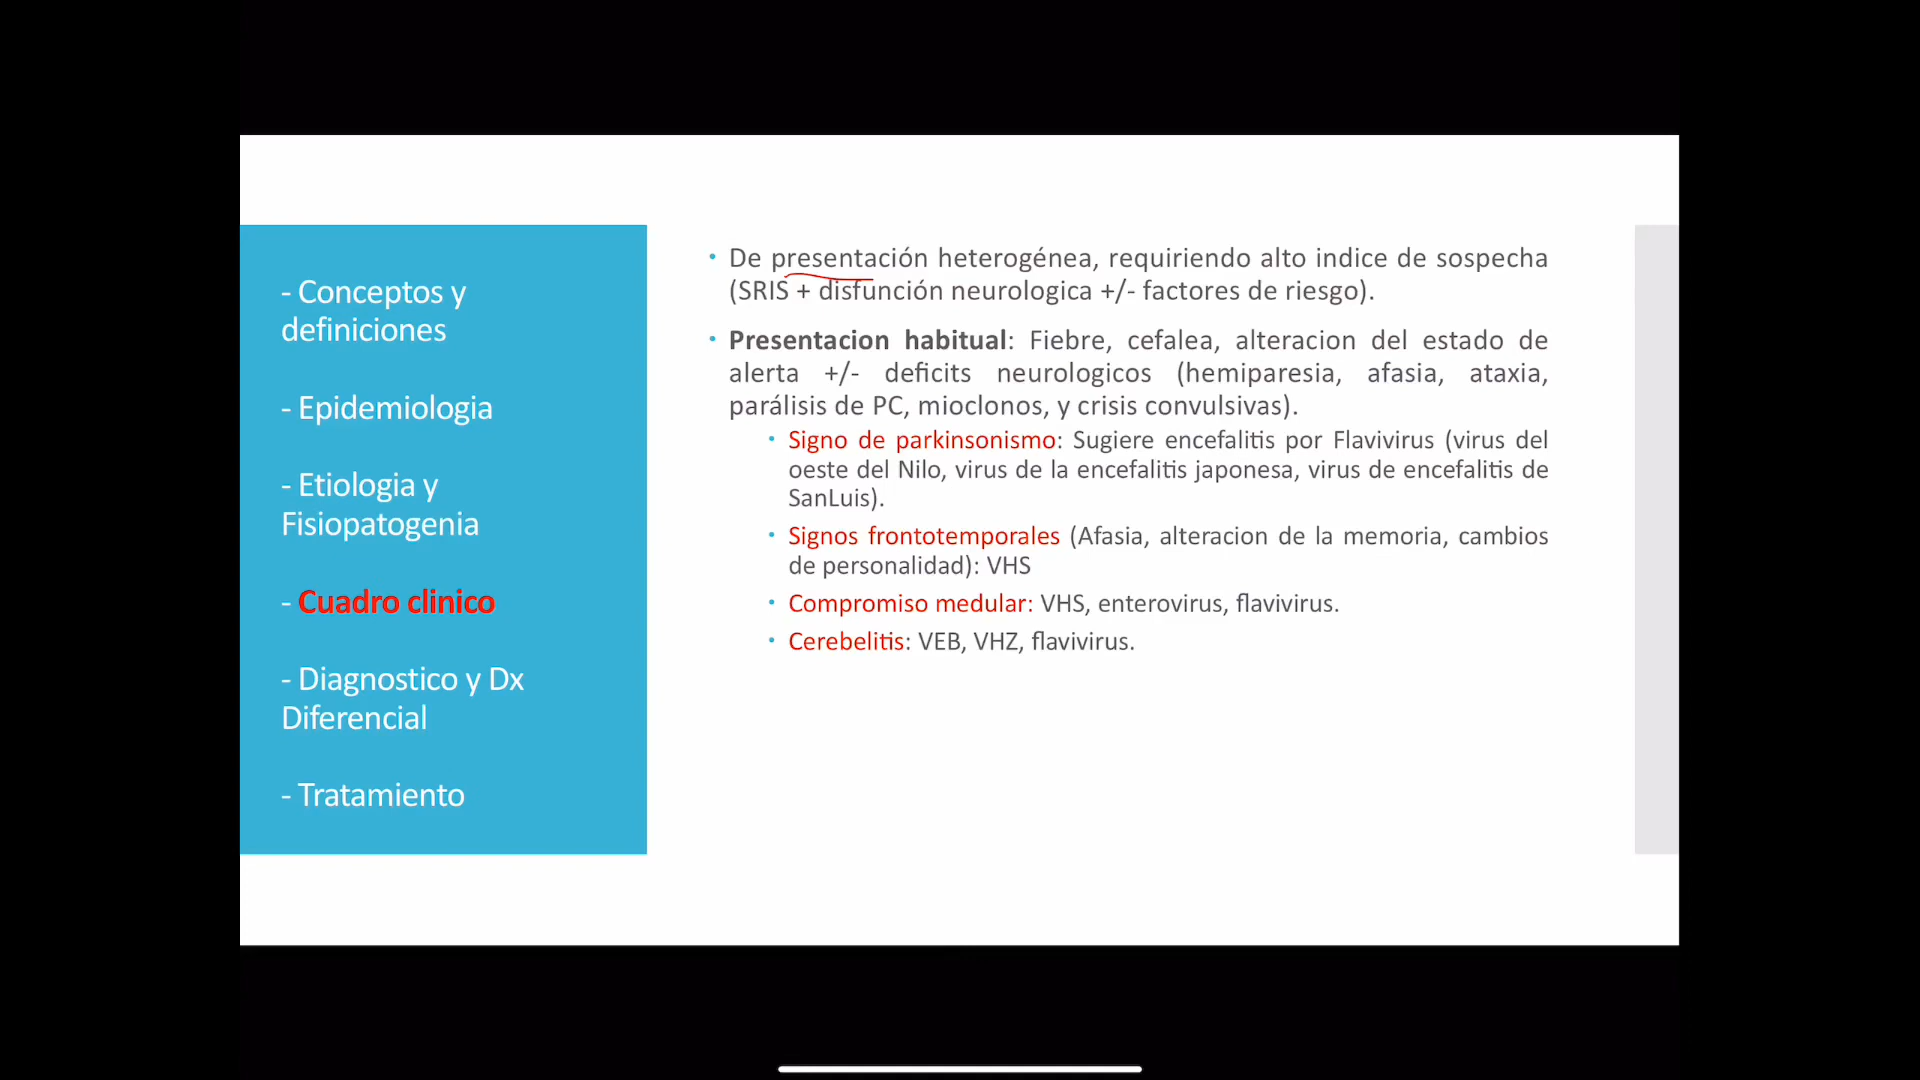 - Conceptos y
definiciones
- Epidemiologia
- Etiologia y
Fisiopatogenia
- Cuadro clinico
- Diagnostico y Dx
Diferencial
- Tratamiento
• De presentación heterogénea, requiriendo alto indice de sospecha
(SRIS + disfunción neurologica +/- factores de riesgo).
• Presentacion habitual: Fiebre, cefalea, alteracion del estado de
alerta +/- deficits neurologicos (hemiparesia, afasia, ataxia,
parálisis de PC, mioclonos, y crisis convulsivas).
• Signo de parkinsonismo: Sugiere encefalitis por Flavivirus (virus del
oeste del Nilo, virus de la encefalitis japonesa, virus de encefalitis de
SanLuis).
• Signos frontotemporales (Afasia, alteracion de la memoria, cambios
de personalidad): VHS
• Compromiso medular: VHS, enterovirus, flavivirus.
• Cerebelitis: VEB, VHZ, flavivirus.